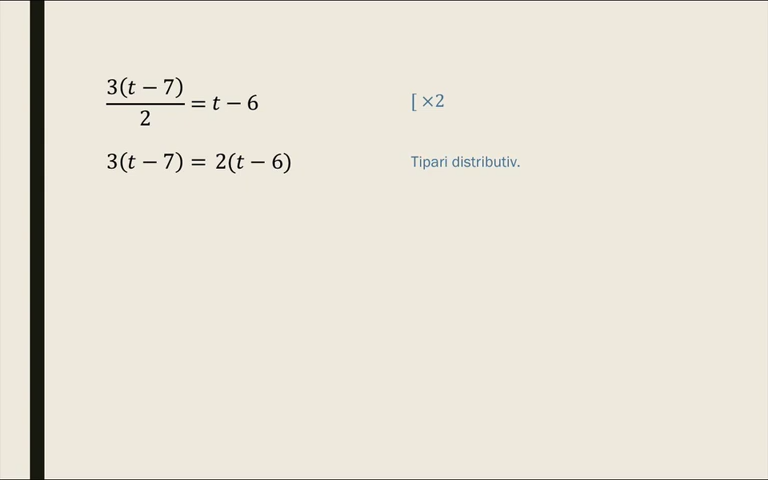 3(t − 7)/2 = t − 6 [ ×2
3(t − 7) = 2(t − 6) Tipari distributiv.